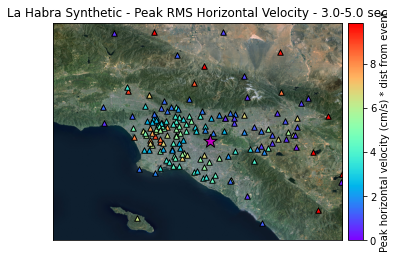 La Habra Synthetic - Peak RMS Horizontal Velocity - 3.0-5.0 sec
8
6
4
2
0
Peak horizontal velocity (cm/s) * dist from event